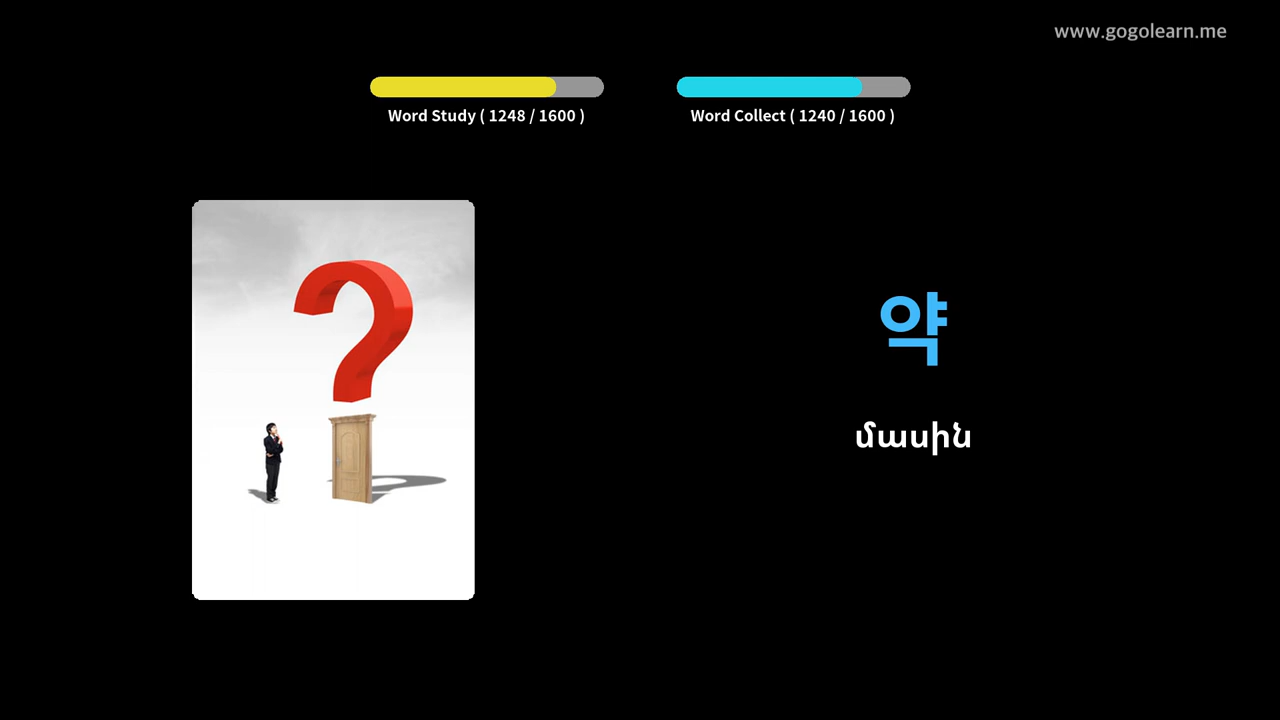 www.gogolearn.me
Word Study ( 1248 / 1600 )
Word Collect ( 1240 / 1600 )
약
մասին